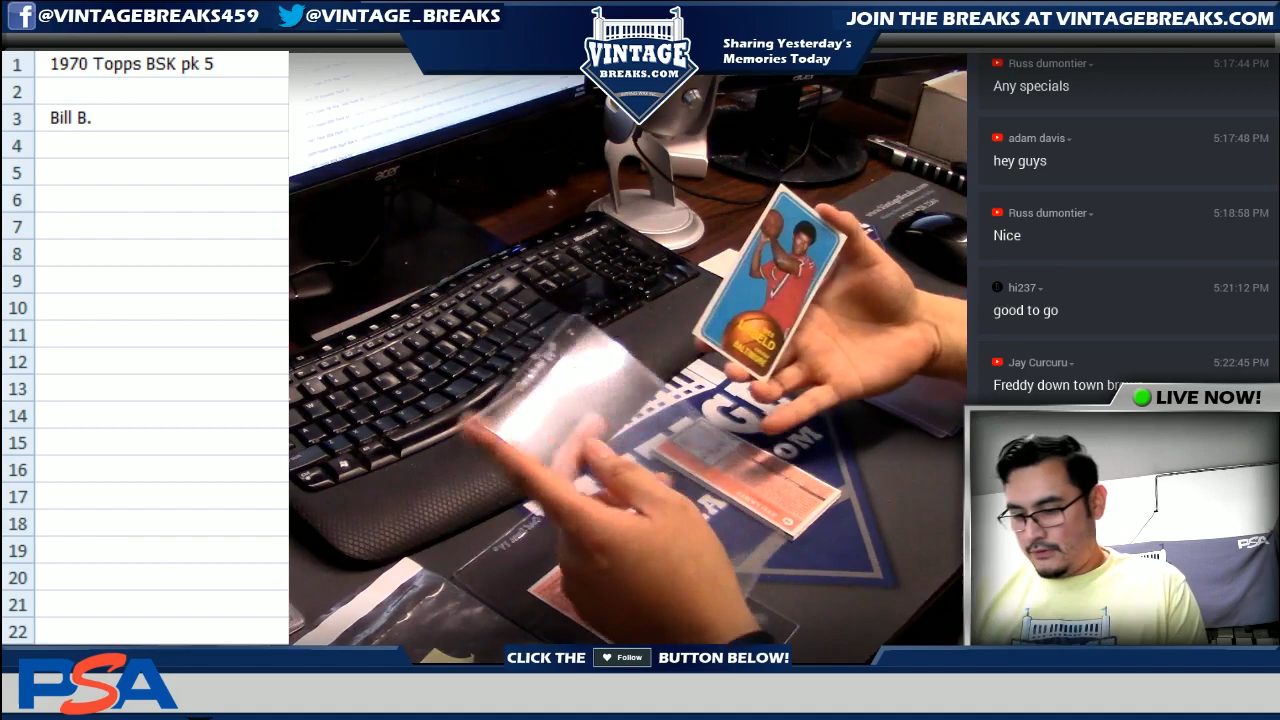 @VINTAGEBREAKS459
@VINTAGE_BREAKS
VINTAGE
BREAKS.COM
Sharing Yesterday's
Memories Today
JOIN THE BREAKS AT VINTAGEBREAKS.COM
1 1970 Topps BSK pk 5
2
3 Bill B.
4
5
6
7
8
9
10
11
12
13
14
15
16
17
18
19
20
21
22
acer
BALTIMORE
OM
Russ dumontier 5:17:44 PM
Any specials
adam davis 5:17:48 PM
hey guys
Russ dumontier 5:18:58 PM
Nice
hi237 5:21:12 PM
good to go
Jay Curcuru 5:22:45 PM
Freddy down town
LIVE NOW!
PSA
CLICK THE Follow BUTTON BELOW!
PSA